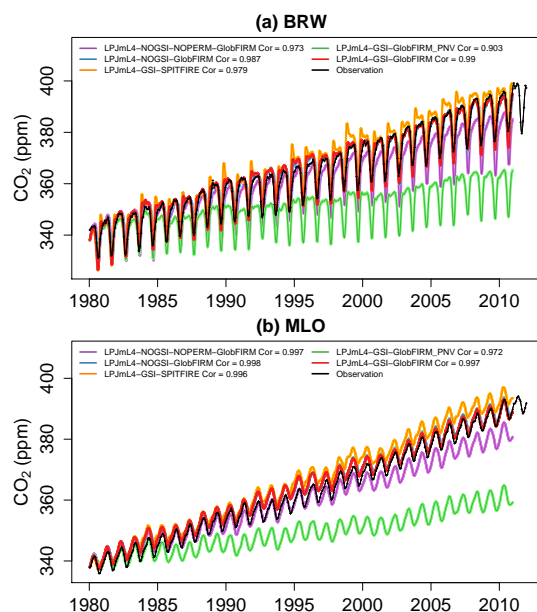 (a) BRW
LPJmL4−NOGSI−NOPERM−GlobFIRM Cor = 0.973
LPJmL4−GSI−GlobFIRM_PNV Cor = 0.903
LPJmL4−NOGSI−GlobFIRM Cor = 0.987
LPJmL4−GSI−GlobFIRM Cor = 0.99
LPJmL4−GSI−SPITFIRE Cor = 0.979
Observation
CO2 (ppm)
400
380
360
340
1980 1985 1990 1995 2000 2005 2010
(b) MLO
LPJmL4−NOGSI−NOPERM−GlobFIRM Cor = 0.997
LPJmL4−GSI−GlobFIRM_PNV Cor = 0.972
LPJmL4−NOGSI−GlobFIRM Cor = 0.998
LPJmL4−GSI−GlobFIRM Cor = 0.997
LPJmL4−GSI−SPITFIRE Cor = 0.996
Observation
CO2 (ppm)
400
380
360
340
1980 1985 1990 1995 2000 2005 2010